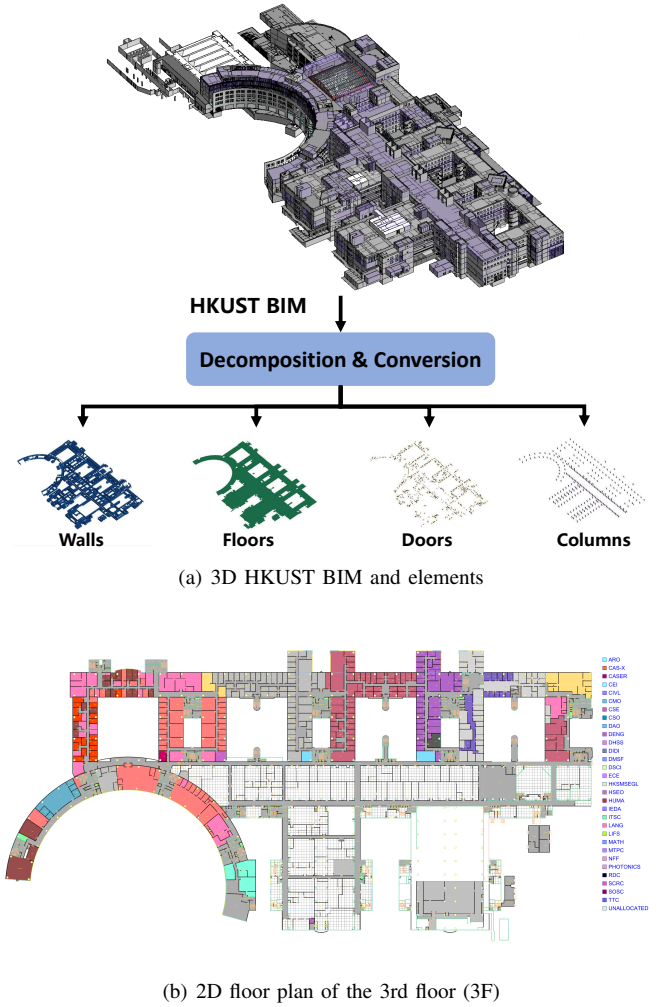 HKUST BIM
Decomposition & Conversion
Walls
Floors
Doors
Columns
(a) 3D HKUST BIM and elements
ARO
CAS-X
CASER
CEI
CIVL
CMO
CSE
CSO
DAO
DENG
DHSS
DIDI
DMSF
DSCI
ECE
HKSMSEGL
HSED
HUMA
IEDA
ITSC
LANG
LIFS
MATH
MTPC
NFF
PHOTONICS
RDC
SCRC
SOSC
TTC
UNALLOCATED
(b) 2D floor plan of the 3rd floor (3F)